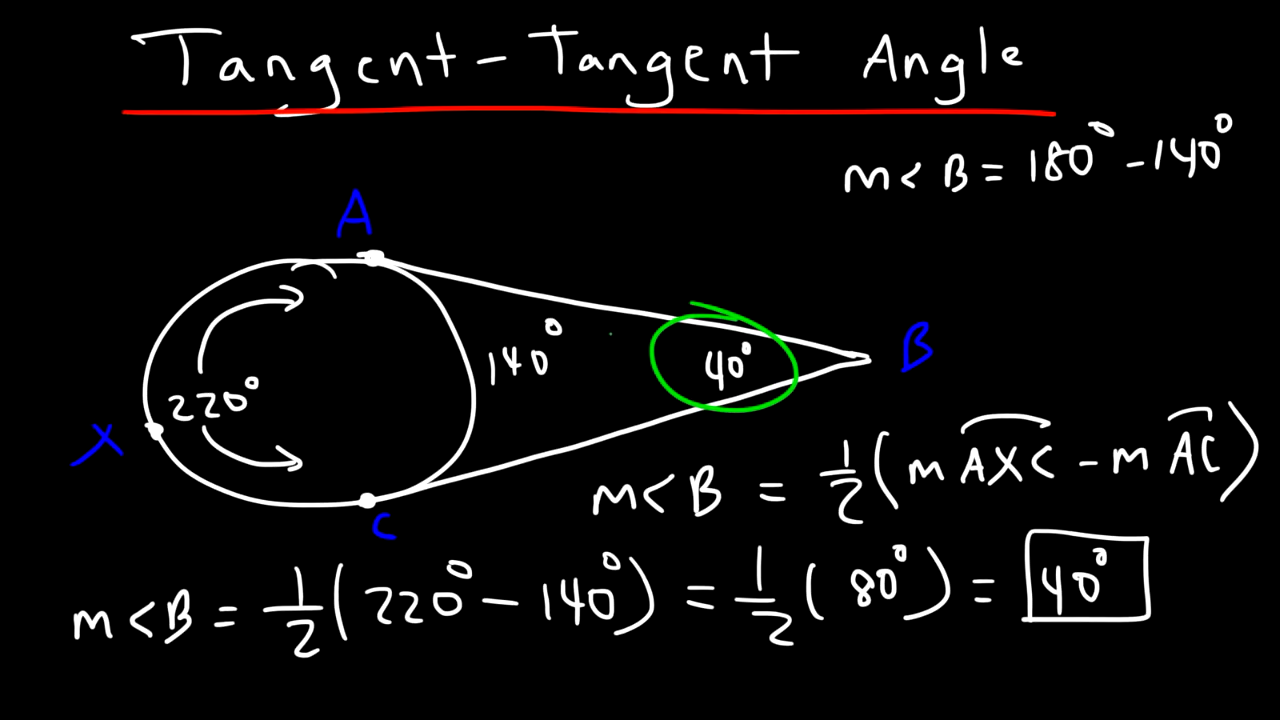 Tangent-Tangent Angle
m<B = 180° - 140°
A
140°
40°
B
220°
X
C
m<B = 1/2 (m AXC - m AC)
m<B = 1/2 (220° - 140°) = 1/2 (80°) = 40°